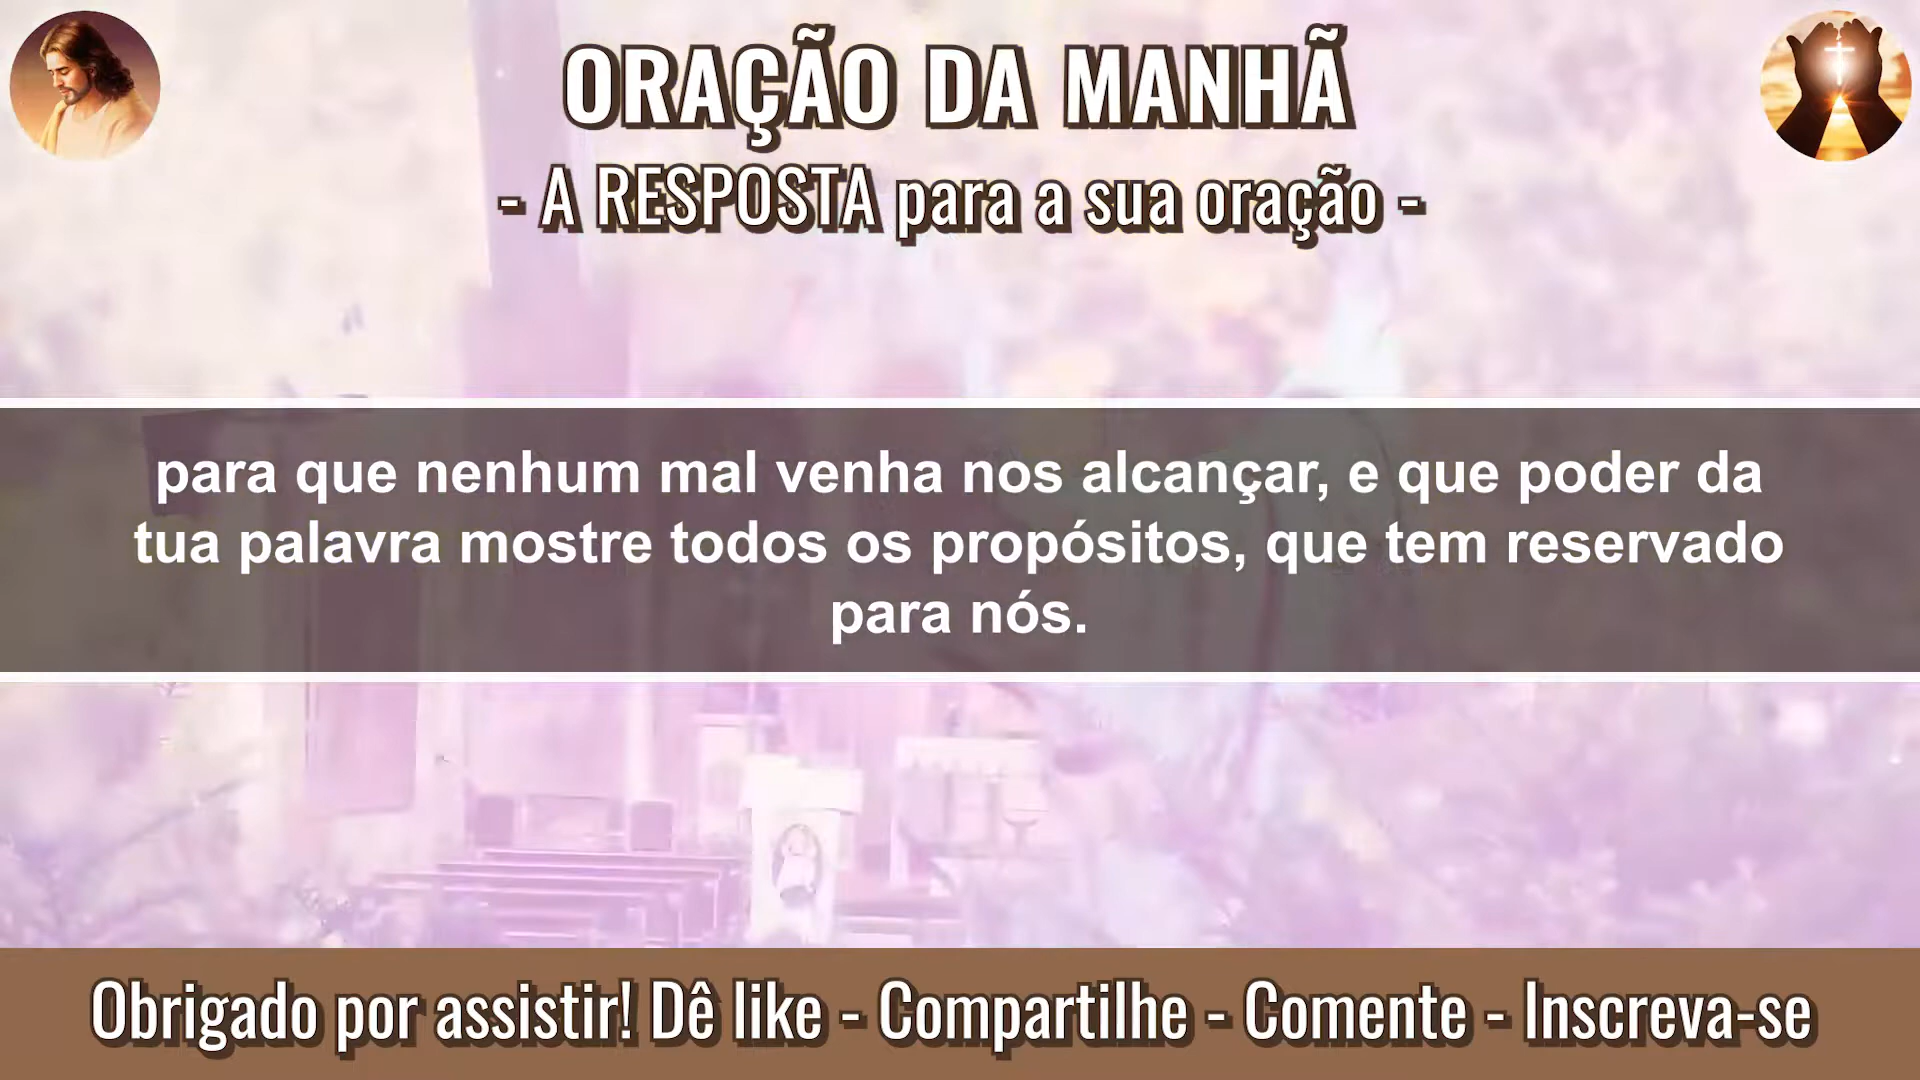 ORAÇÃO DA MANHÃ
- A RESPOSTA para a sua oração -
para que nenhum mal venha nos alcançar, e que poder da
tua palavra mostre todos os propósitos, que tem reservado
para nós.
Obrigado por assistir! Dê like - Compartilhe - Comente - Inscreva-se